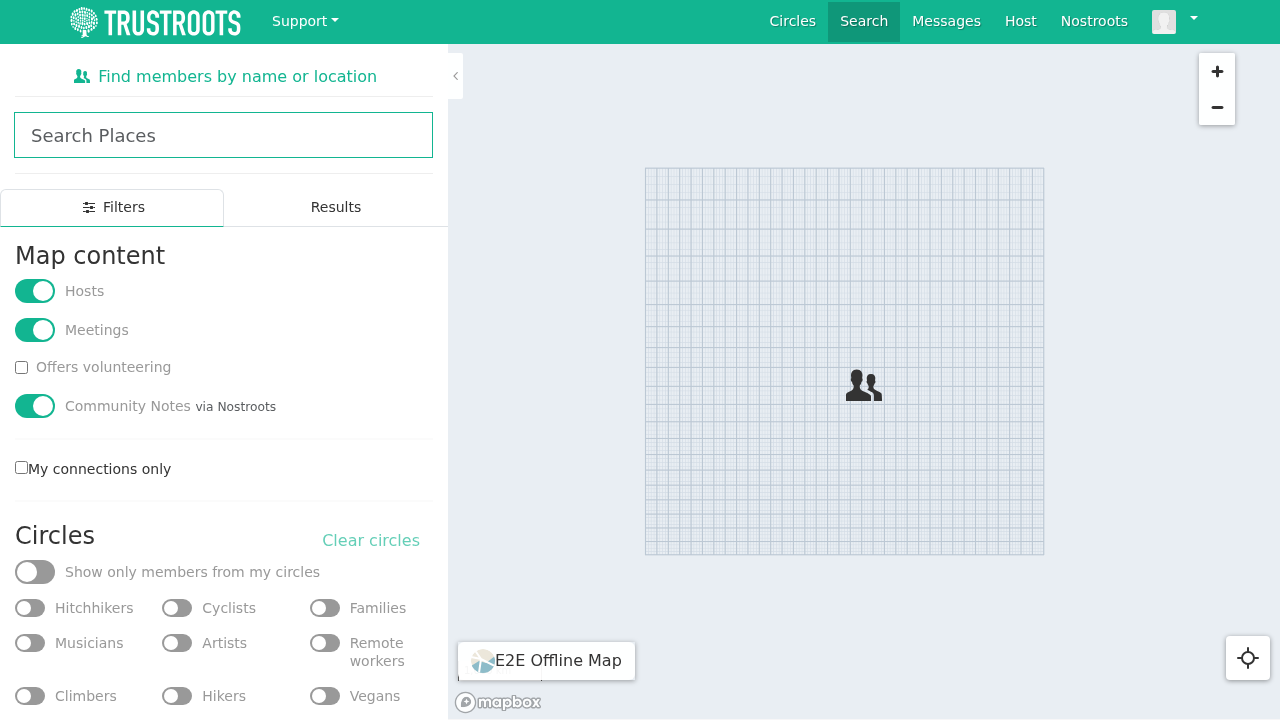 TRUSTROOTS Support Circles Search Messages Host Nostroots
Find members by name or location
Search Places
Filters Results
Map content
Hosts
Meetings
Offers volunteering
Community Notes via Nostroots
My connections only
Circles Clear circles
Show only members from my circles
Hitchhikers Cyclists Families
Musicians Artists Remote
workers
Climbers Hikers Vegans
E2E Offline Map
mapbox